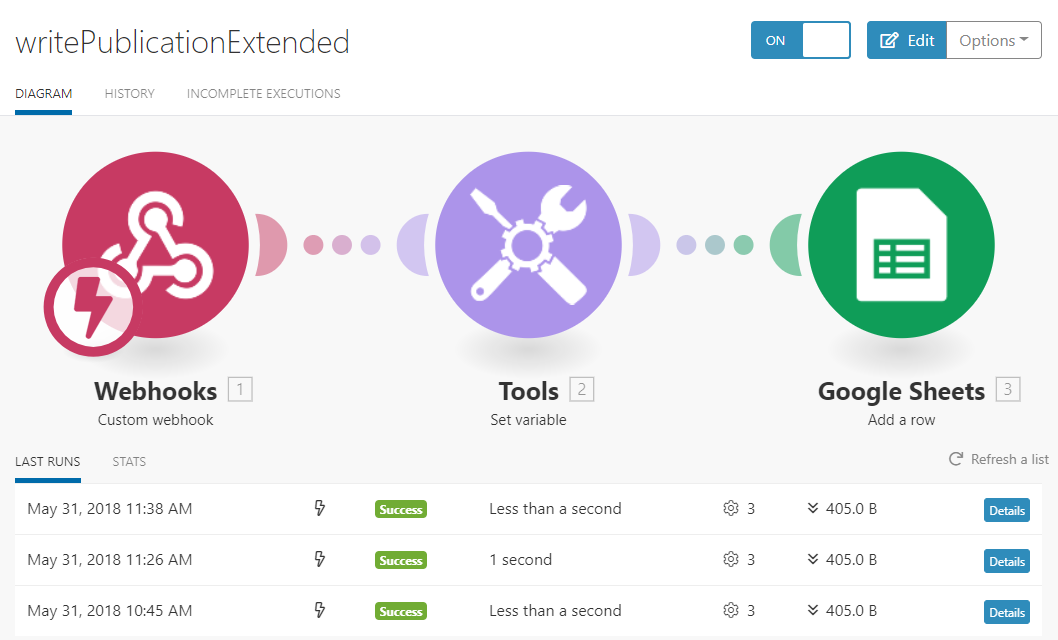 writePublicationExtended
ON
Edit
Options
DIAGRAM HISTORY INCOMPLETE EXECUTIONS
Webhooks 1
Custom webhook
Tools 2
Set variable
Google Sheets 3
Add a row
LAST RUNS STATS
Refresh a list
May 31, 2018 11:38 AM Success Less than a second 3 405.0 B Details
May 31, 2018 11:26 AM Success 1 second 3 405.0 B Details
May 31, 2018 10:45 AM Success Less than a second 3 405.0 B Details